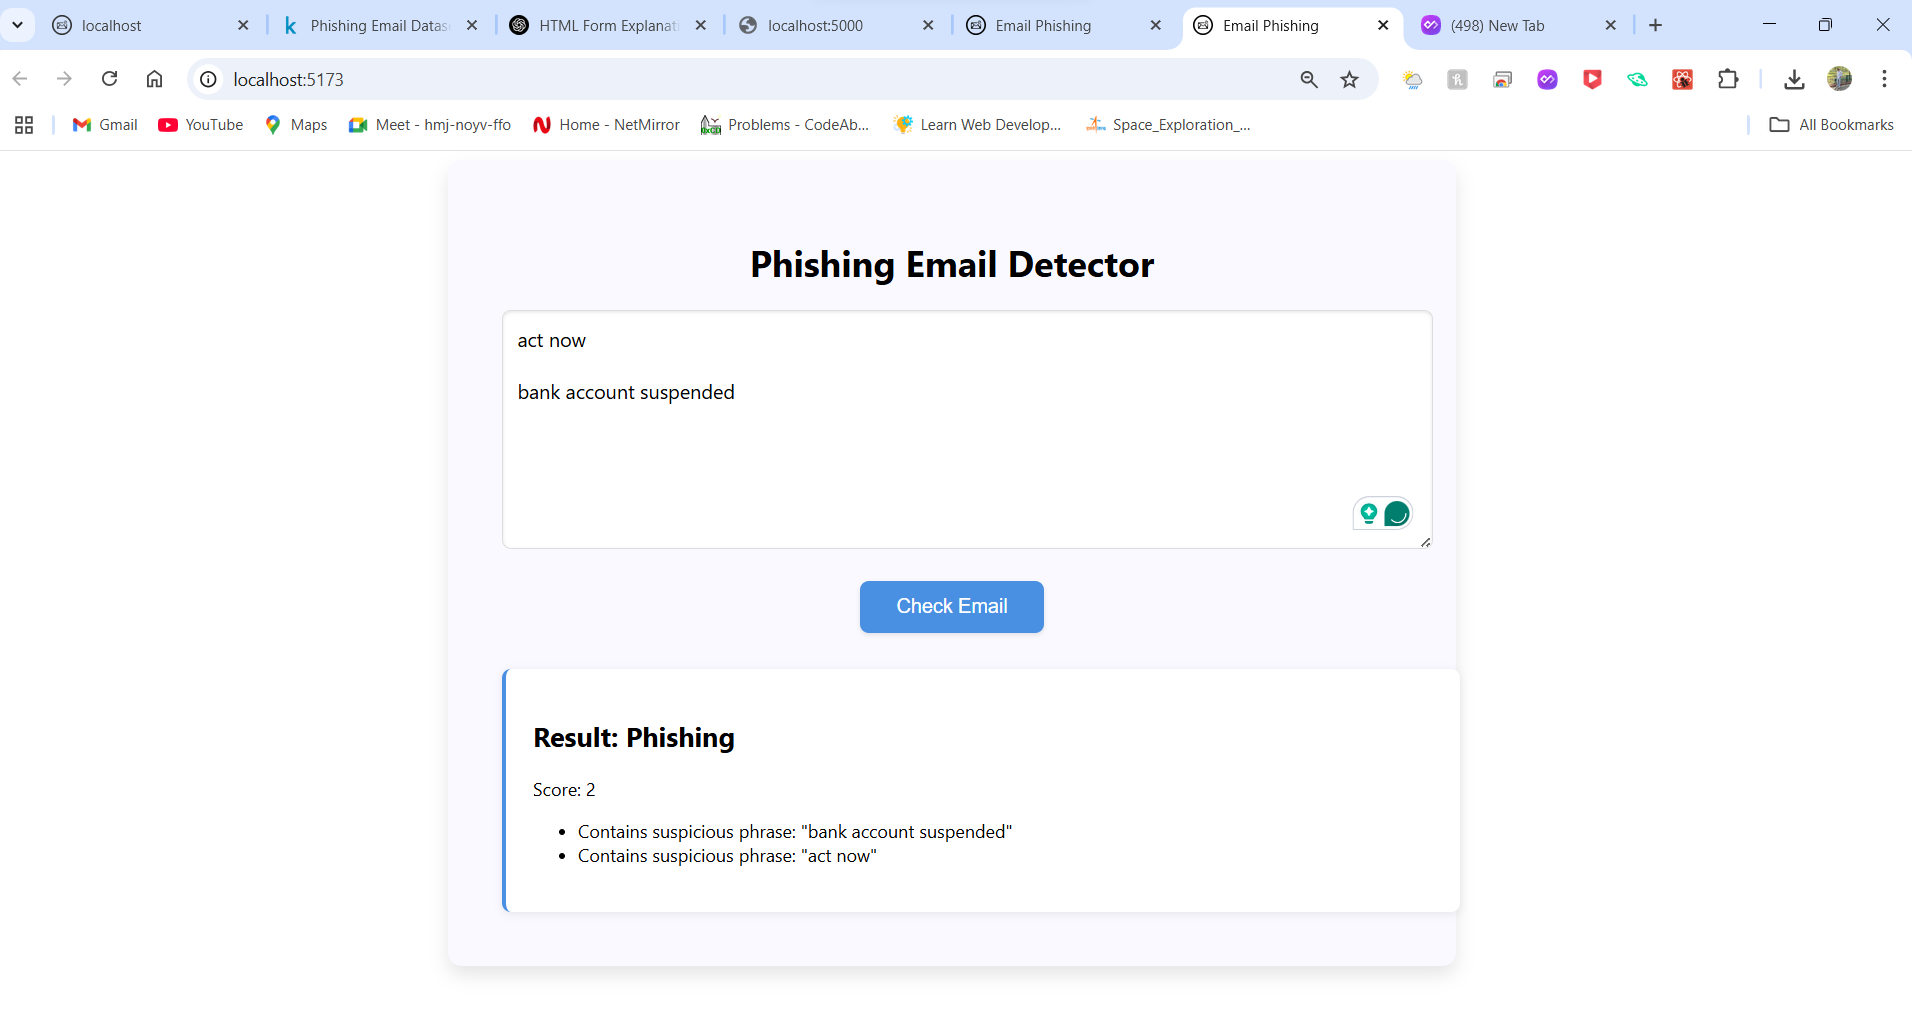 localhost
Phishing Email Datas
HTML Form Explanati
localhost:5000
Email Phishing
Email Phishing
(498) New Tab
localhost:5173
Gmail
YouTube
Maps
Meet - hmj-noyv-ffo
Home - NetMirror
Problems - CodeAb...
Learn Web Develop...
Space_Exploration_...
All Bookmarks
Phishing Email Detector
act now
bank account suspended
Check Email
Result: Phishing
Score: 2
• Contains suspicious phrase: "bank account suspended"
• Contains suspicious phrase: "act now"